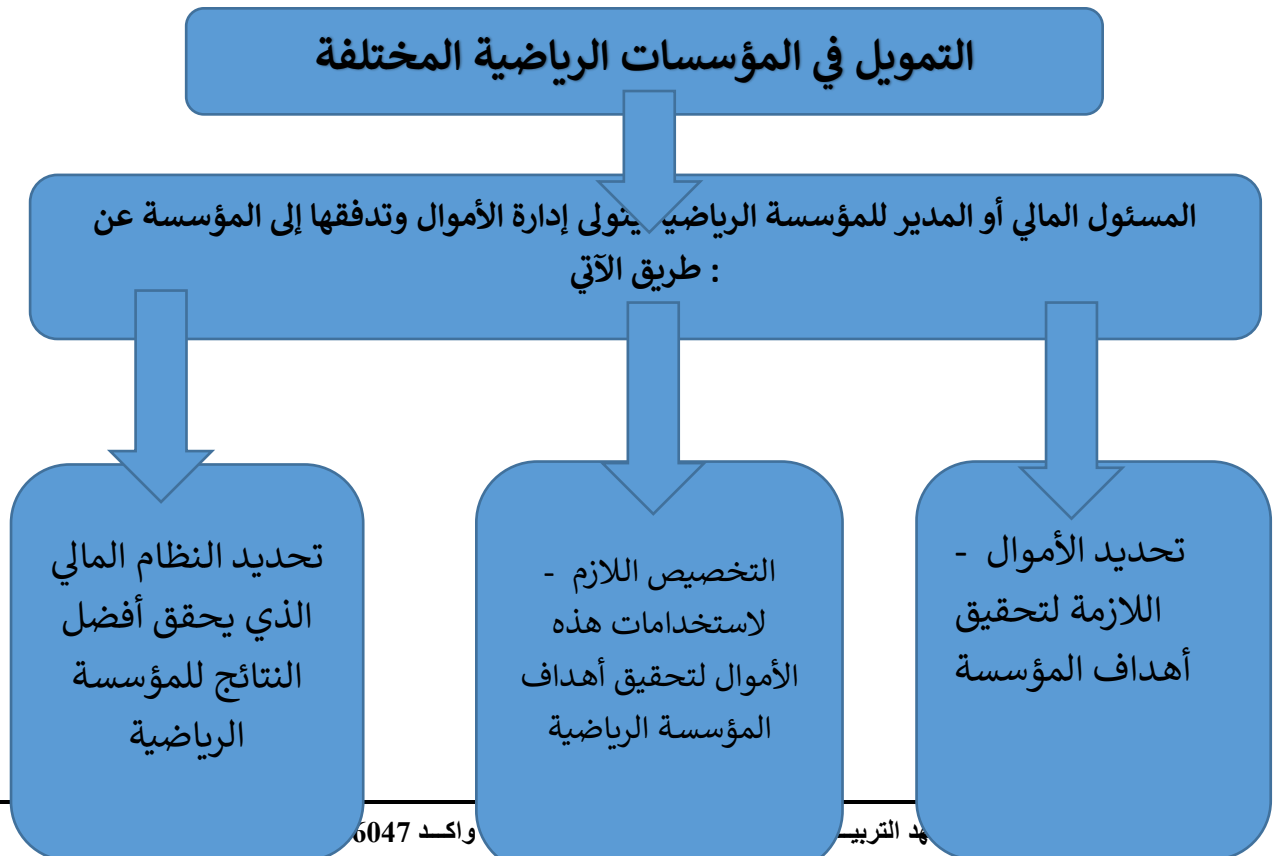 التمويل في المؤسسات الرياضية المختلفة
المسئول المالي أو المدير للمؤسسة يتولى إدارة الأموال وتدفقها إلى المؤسسة عن
طريق الآتي :
- تحديد الأموال
اللازمة لتحقيق
أهداف المؤسسة
- التخصيص اللازم
لاستخدامات هذه
الأموال لتحقيق أهداف
المؤسسة الرياضية
تحديد النظام المالي
الذي يحقق أفضل
النتائج للمؤسسة
الرياضية
واكــد 6047